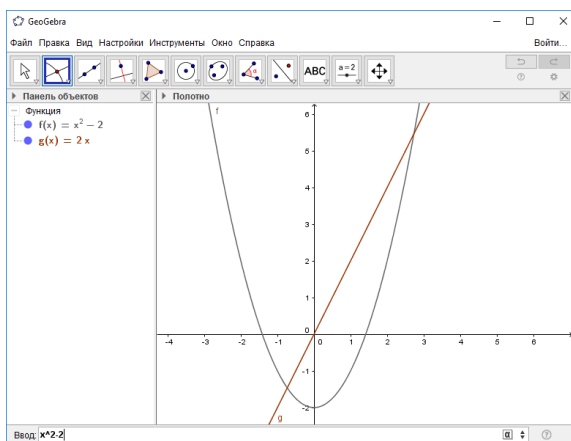 GeoGebra
Файл Правка Вид Настройки Инструменты Окно Справка Войти...
ABC a=2
Панель объектов Полотно
Функция
f(x) = x² − 2
g(x) = 2 x
f
6
5
4
3
2
1
0
-4 -3 -2 -1 0 1 2 3 4 5 6
-1
-2
g
Ввод: x^2-2 α